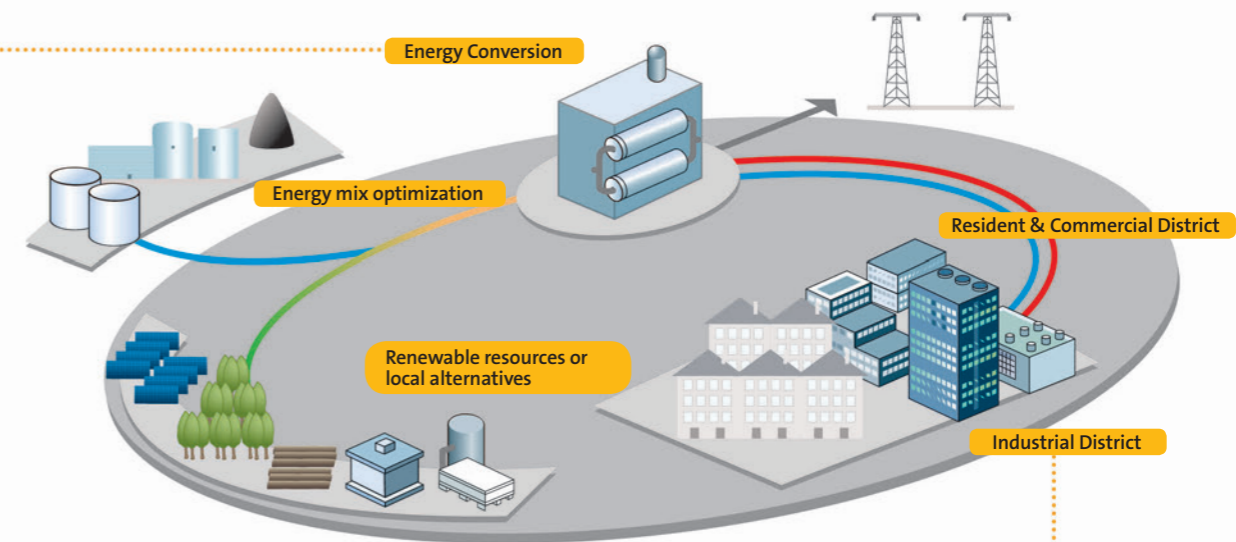 Energy Conversion
Energy mix optimization
Resident & Commercial District
Renewable resources or
local alternatives
Industrial District